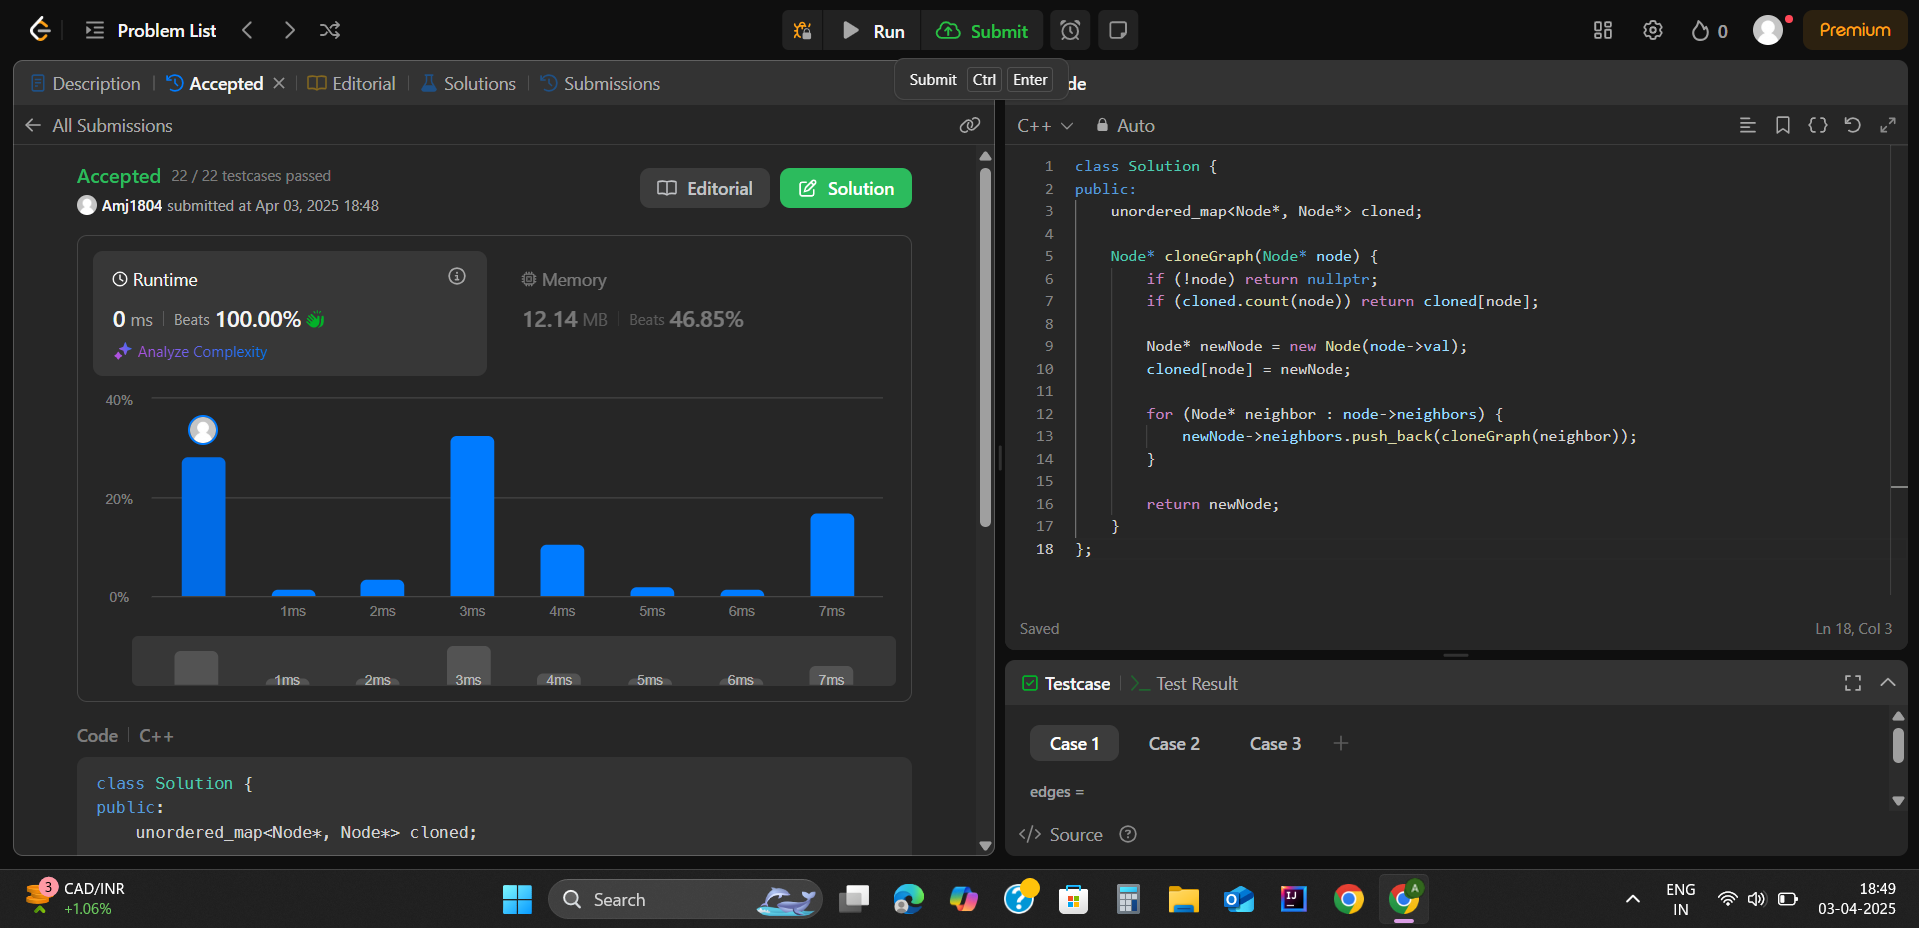 Problem List
Run
Submit
0
Premium
Description
Accepted
Editorial
Solutions
Submissions
Submit Ctrl Enter
de
All Submissions
Accepted 22 / 22 testcases passed
Amj1804 submitted at Apr 03, 2025 18:48
Editorial
Solution
Runtime
0 ms Beats 100.00%
Analyze Complexity
Memory
12.14 MB Beats 46.85%
40%
20%
0%
1ms 2ms 3ms 4ms 5ms 6ms 7ms
1ms 2ms 3ms 4ms 5ms 6ms 7ms
Code C++
class Solution {
public:
    unordered_map<Node*, Node*> cloned;
C++ Auto
1 class Solution {
2 public:
3     unordered_map<Node*, Node*> cloned;
4
5     Node* cloneGraph(Node* node) {
6         if (!node) return nullptr;
7         if (cloned.count(node)) return cloned[node];
8
9         Node* newNode = new Node(node->val);
10         cloned[node] = newNode;
11
12         for (Node* neighbor : node->neighbors) {
13             newNode->neighbors.push_back(cloneGraph(neighbor));
14         }
15
16         return newNode;
17     }
18 };
Saved
Ln 18, Col 3
Testcase
>_ Test Result
Case 1 Case 2 Case 3 +
edges =
</> Source ?
3 CAD/INR
+1.06%
Search
IJ
A
ENG
IN
18:49
03-04-2025